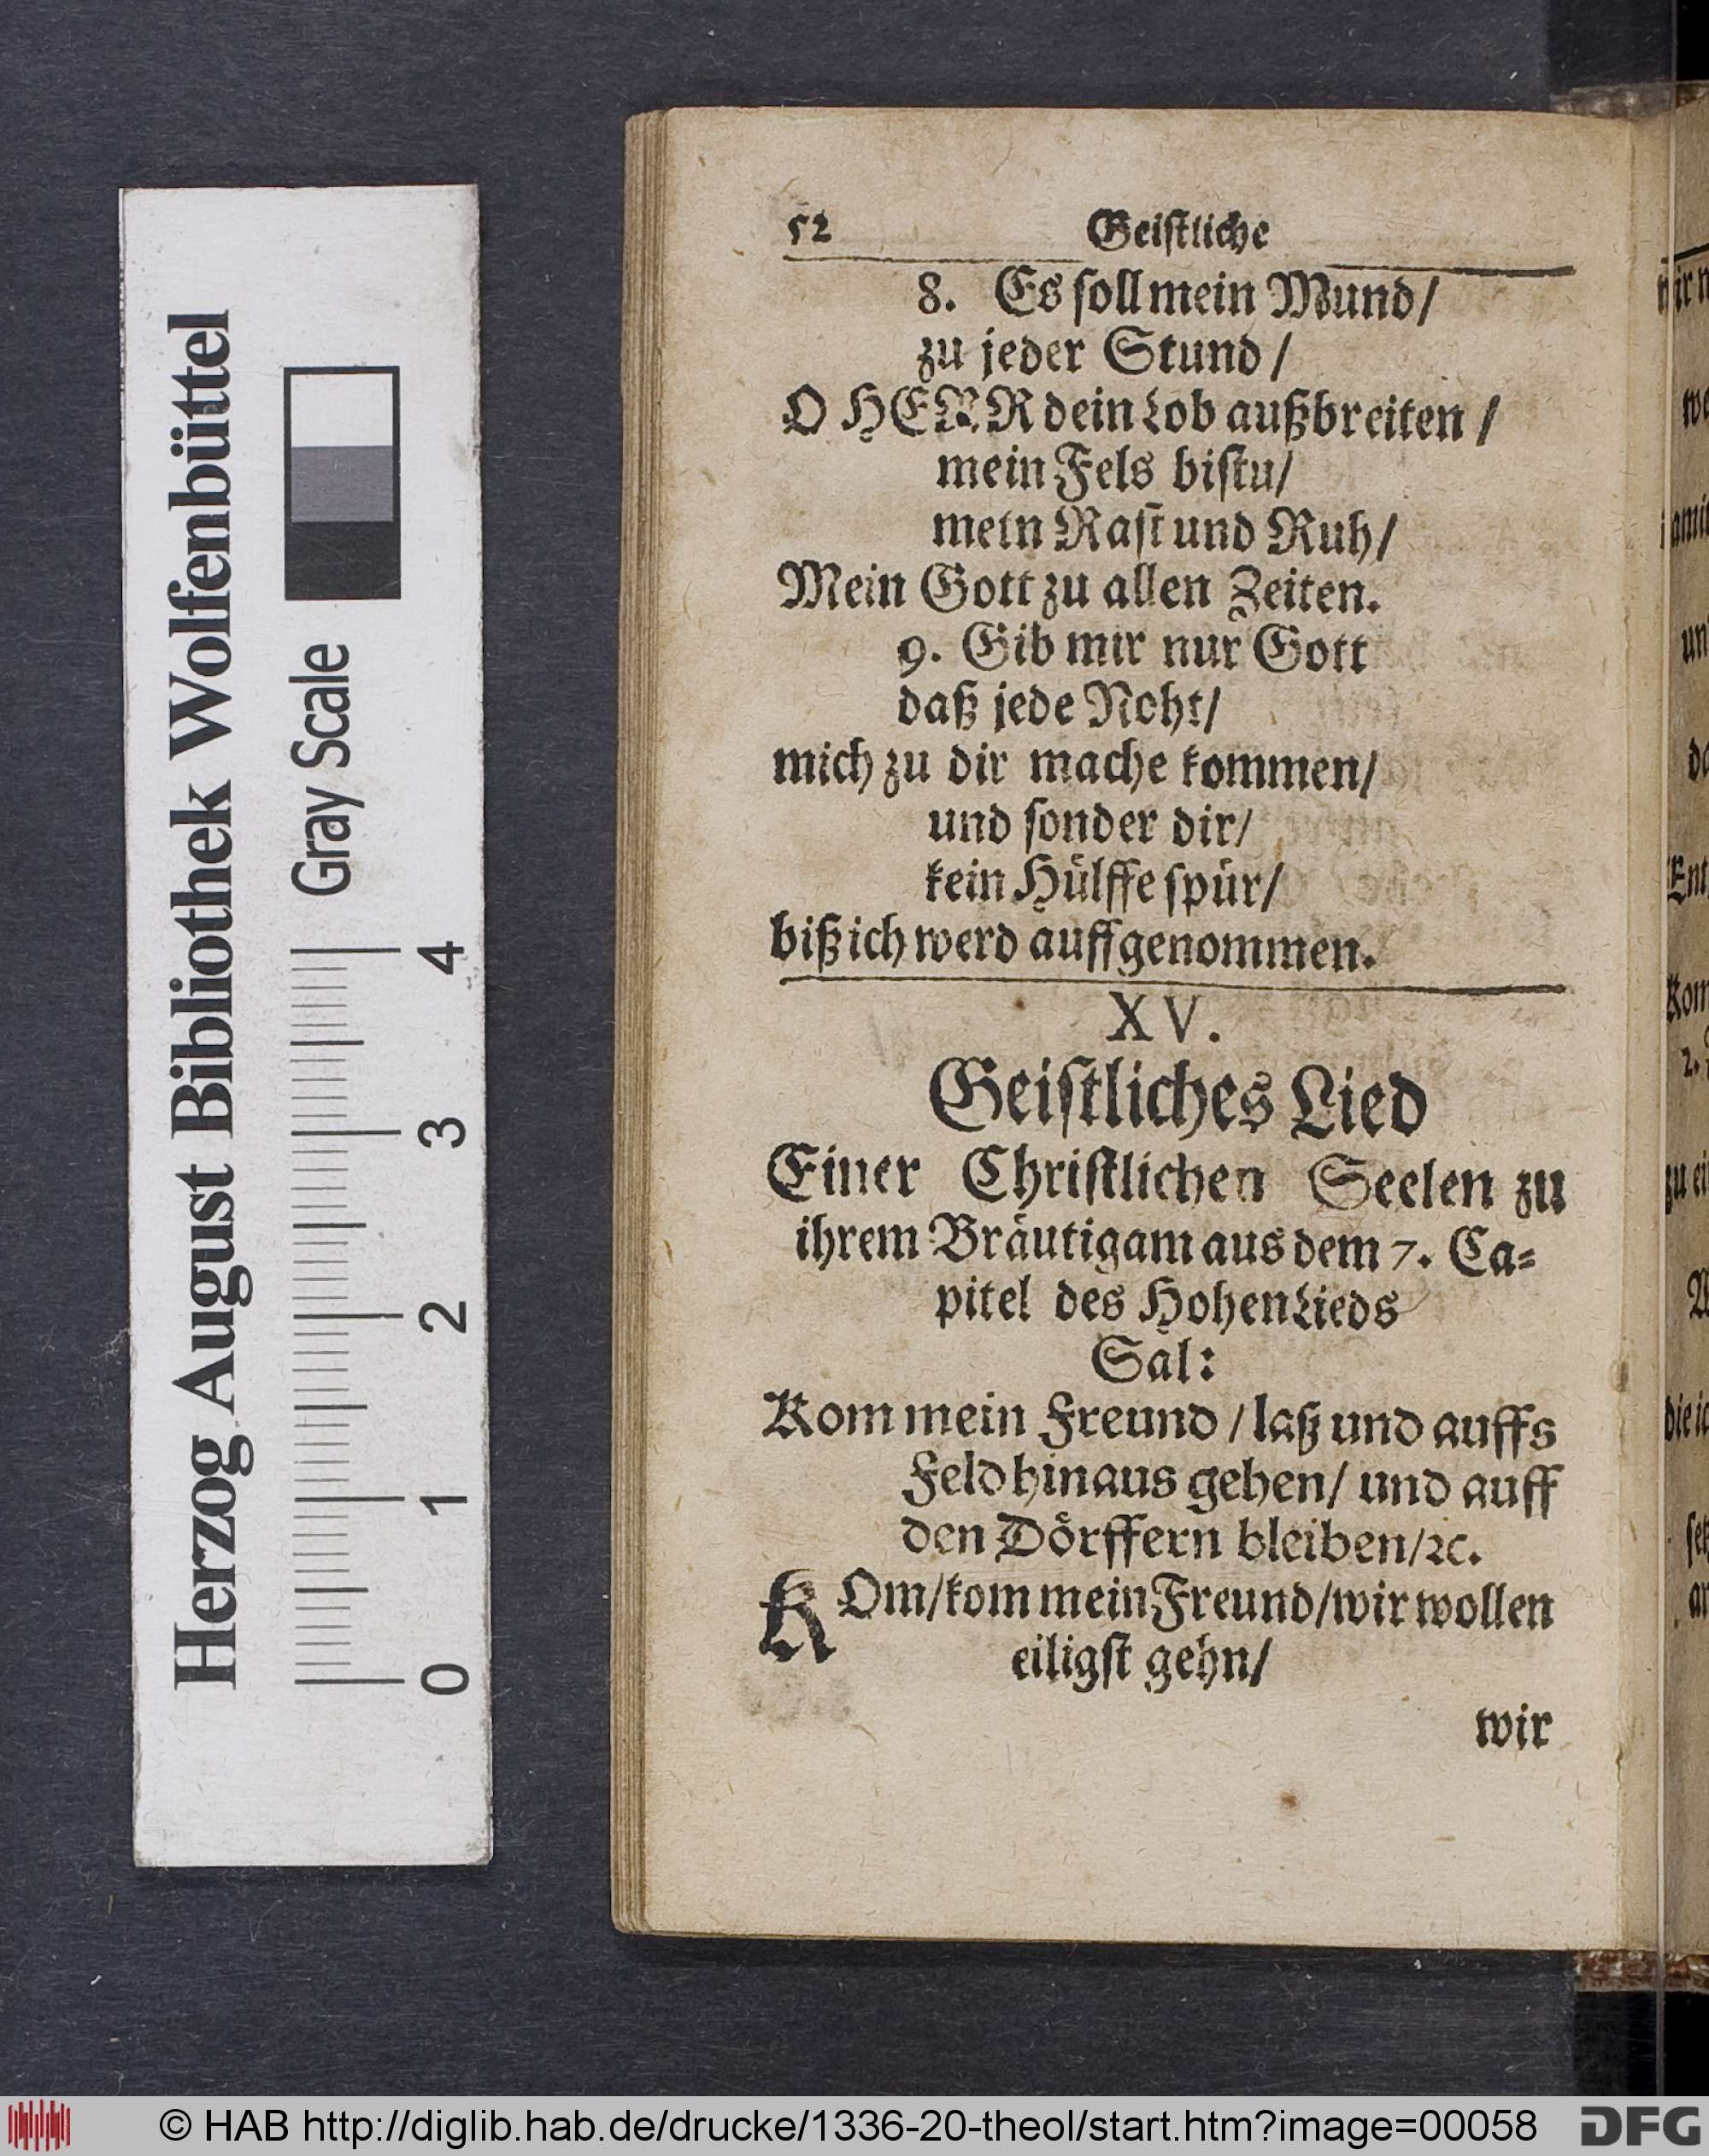 52 Geiſtliche
8. Es ſoll mein Mund/
zu jeder Stund /
O HERR dein Lob außbreiten /
mein Fels biſtu/
mein Raſt und Ruh/
Mein Gott zu allen Zeiten.
9. Gib mir nur Gott
daß jede Noht/
mich zu dir mache kommen/
und ſonder dir/
kein Hülffe ſpür/
biß ich werd auffgenommen.
XV.
Geiſtliches Lied
Einer Chriſtlichen Seelen zu
ihrem Bräutigam aus dem 7. Ca⸗
pitel des Hohen Lieds
Sal:
Kom mein Freund / laß und auffs
Feld hinaus gehen/ und auff
den Dörffern bleiben/ꝛc.
KOm/kom mein Freund/wir wollen
eiligſt gehn/
wir
Herzog August Bibliothek Wolfenbüttel
Gray Scale
0 1 2 3 4
© HAB http://diglib.hab.de/drucke/1336-20-theol/start.htm?image=00058
DFG